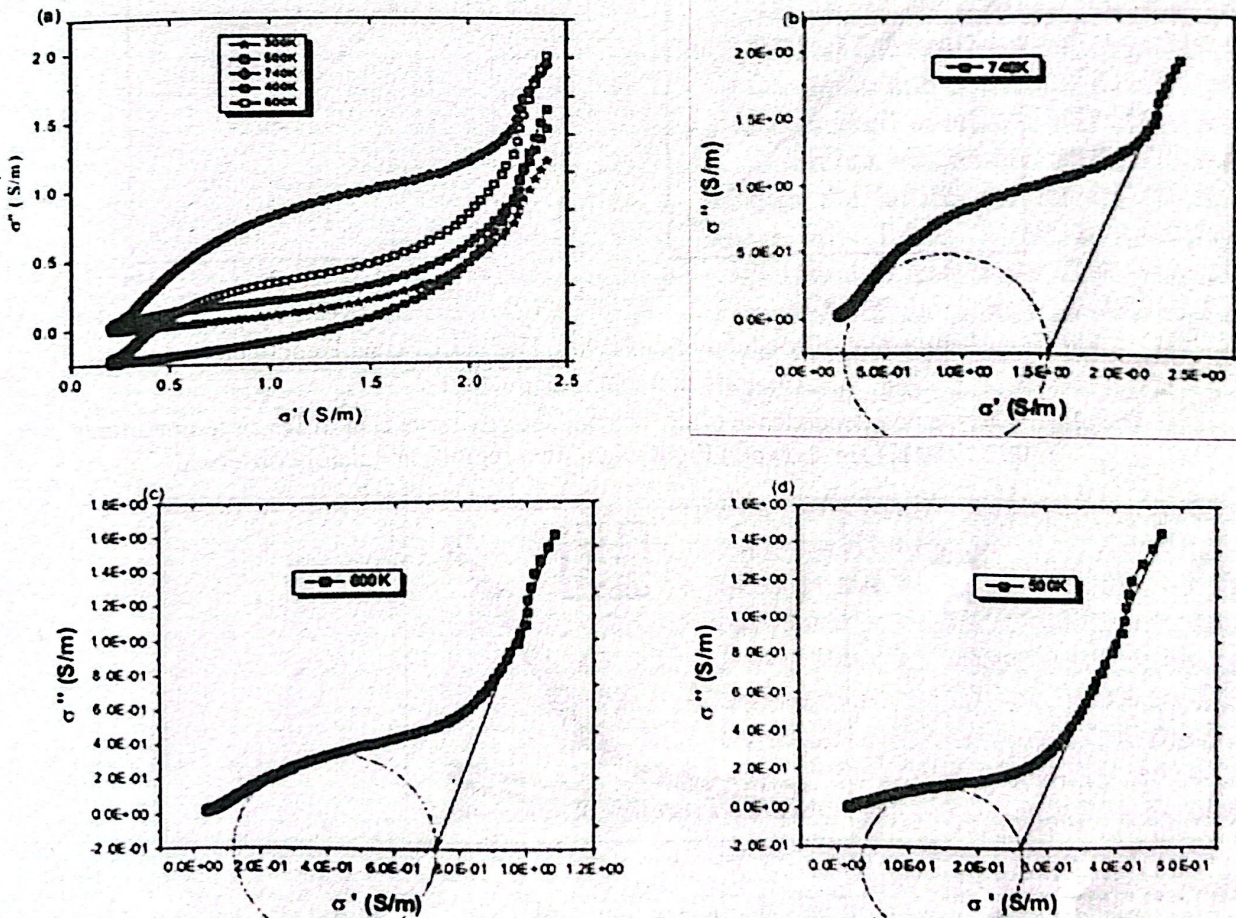 (a)
300K
500K
740K
400K
600K
2.0
1.5
1.0
0.5
0.0
0.0 0.5 1.0 1.5 2.0 2.5
σ'' ( S/m)
σ' ( S/m)
(b)
740K
2.0E+00
1.5E+00
1.0E+00
5.0E-01
0.0E+00
0.0E+00 5.0E-01 1.0E+00 1.5E+00 2.0E+00 2.5E+00
σ'' (S/m)
σ' (S/m)
(c)
600K
1.8E+00
1.6E+00
1.4E+00
1.2E+00
1.0E+00
8.0E-01
6.0E-01
4.0E-01
2.0E-01
0.0E+00
-2.0E-01
0.0E+00 2.0E-01 4.0E-01 6.0E-01 8.0E-01 1.0E+00 1.2E+00
σ'' (S/m)
σ' (S/m)
(d)
500K
1.6E+00
1.4E+00
1.2E+00
1.0E+00
8.0E-01
6.0E-01
4.0E-01
2.0E-01
0.0E+00
-2.0E-01
0.0E+00 1.0E-01 2.0E-01 3.0E-01 4.0E-01 5.0E-01
σ'' (S/m)
σ' (S/m)